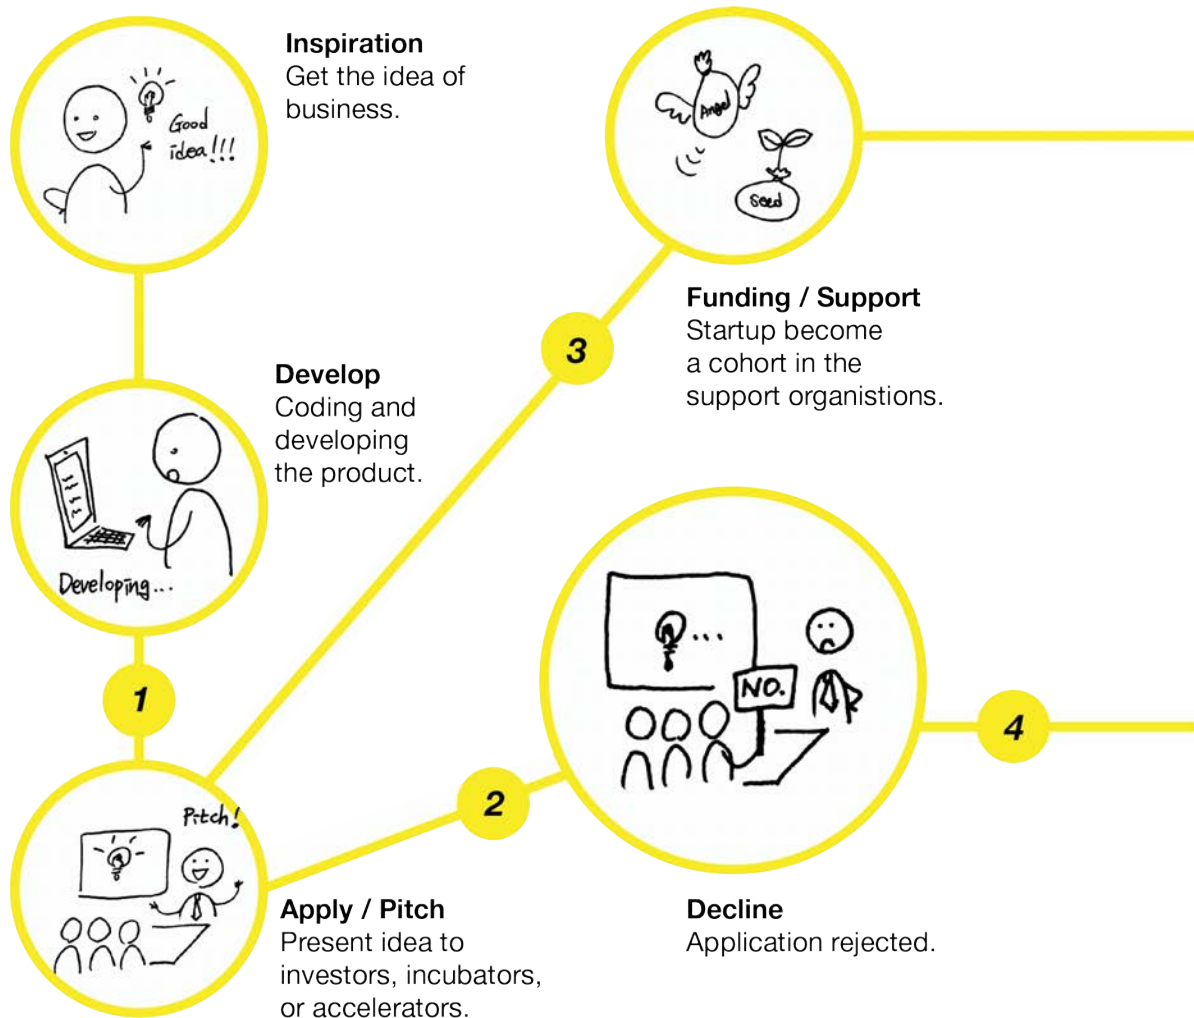 Inspiration
Get the idea of
business.
Good
idea!!!
Develop
Coding and
developing
the product.
Developing...
1
Pitch!
Apply / Pitch
Present idea to
investors, incubators,
or accelerators.
2
3
Angel
Seed
Funding / Support
Startup become
a cohort in the
support organistions.
...
NO.
Decline
Application rejected.
4